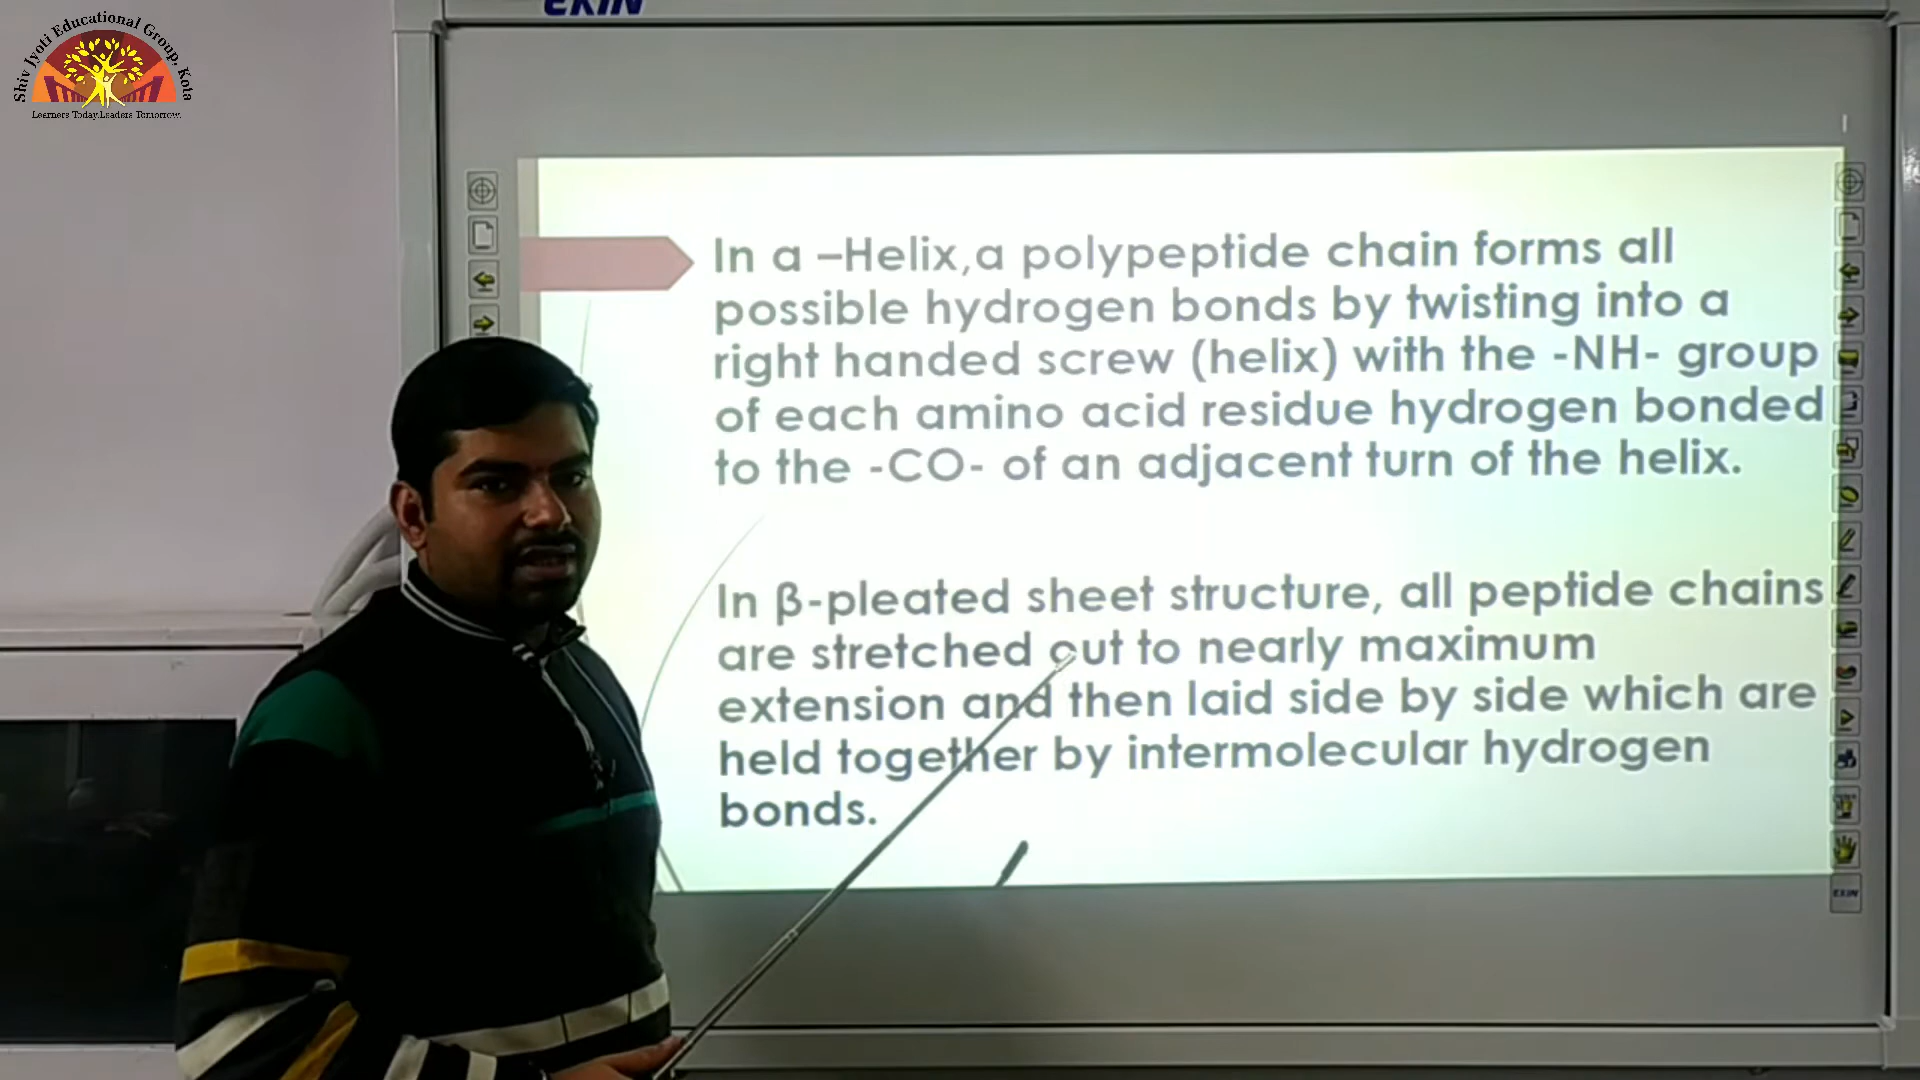 EKIN
Shiv Jyoti Educational Group, Kota
Learners Today.Leaders Tomorrow.
In a –Helix,a polypeptide chain forms all
possible hydrogen bonds by twisting into a
right handed screw (helix) with the -NH- group
of each amino acid residue hydrogen bonded
to the -CO- of an adjacent turn of the helix.
In β-pleated sheet structure, all peptide chains
are stretched out to nearly maximum
extension and then laid side by side which are
held together by intermolecular hydrogen
bonds.
EKIN